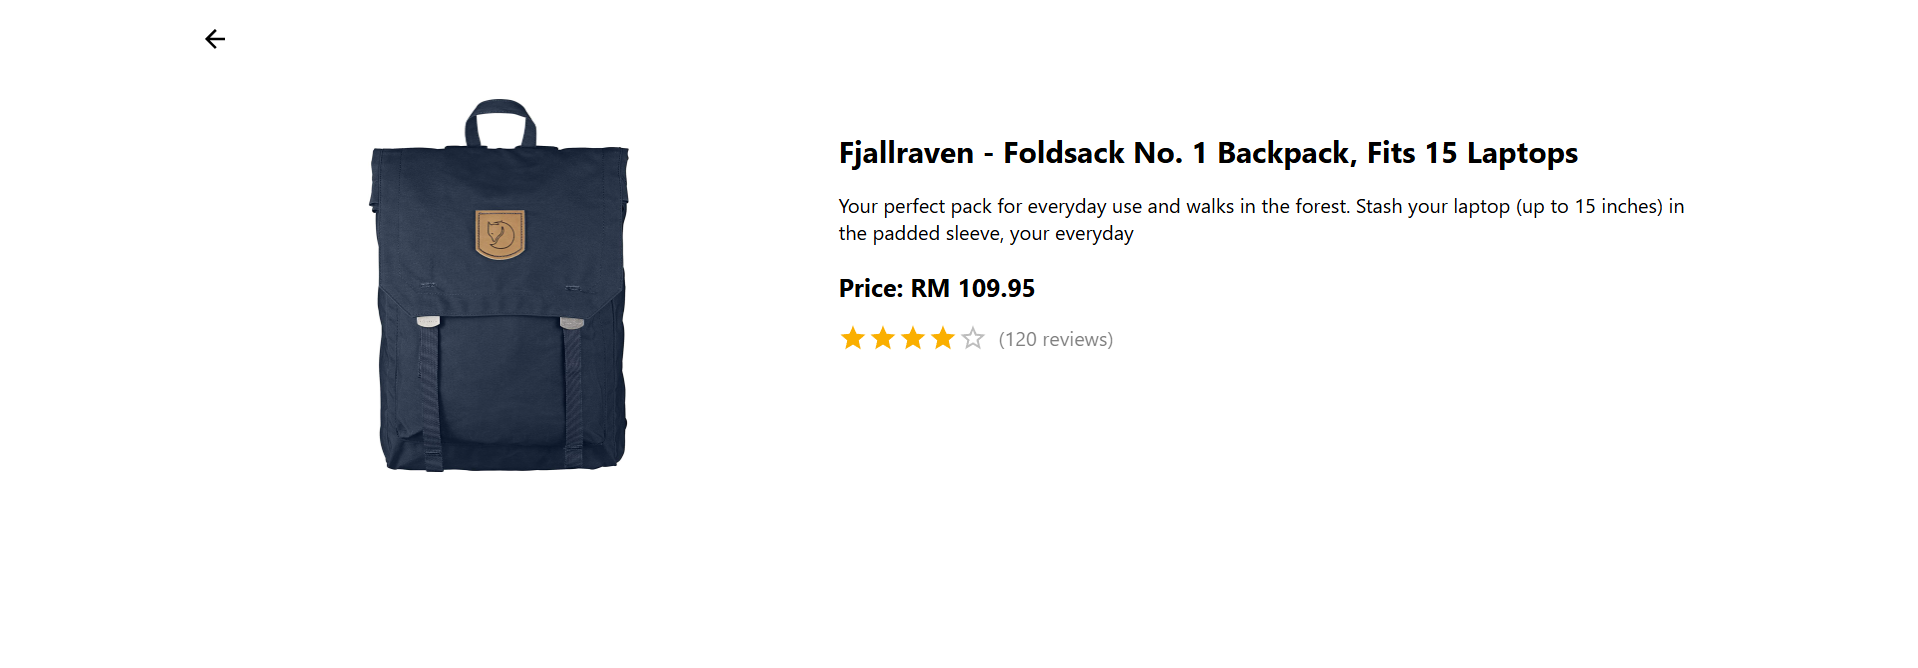 Fjallraven - Foldsack No. 1 Backpack, Fits 15 Laptops
Your perfect pack for everyday use and walks in the forest. Stash your laptop (up to 15 inches) in
the padded sleeve, your everyday
Price: RM 109.95
(120 reviews)